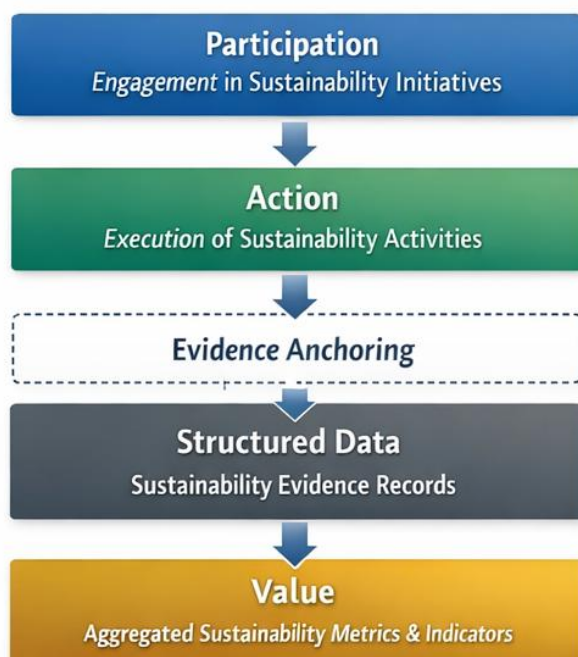 Participation
Engagement in Sustainability Initiatives
Action
Execution of Sustainability Activities
Evidence Anchoring
Structured Data
Sustainability Evidence Records
Value
Aggregated Sustainability Metrics & Indicators